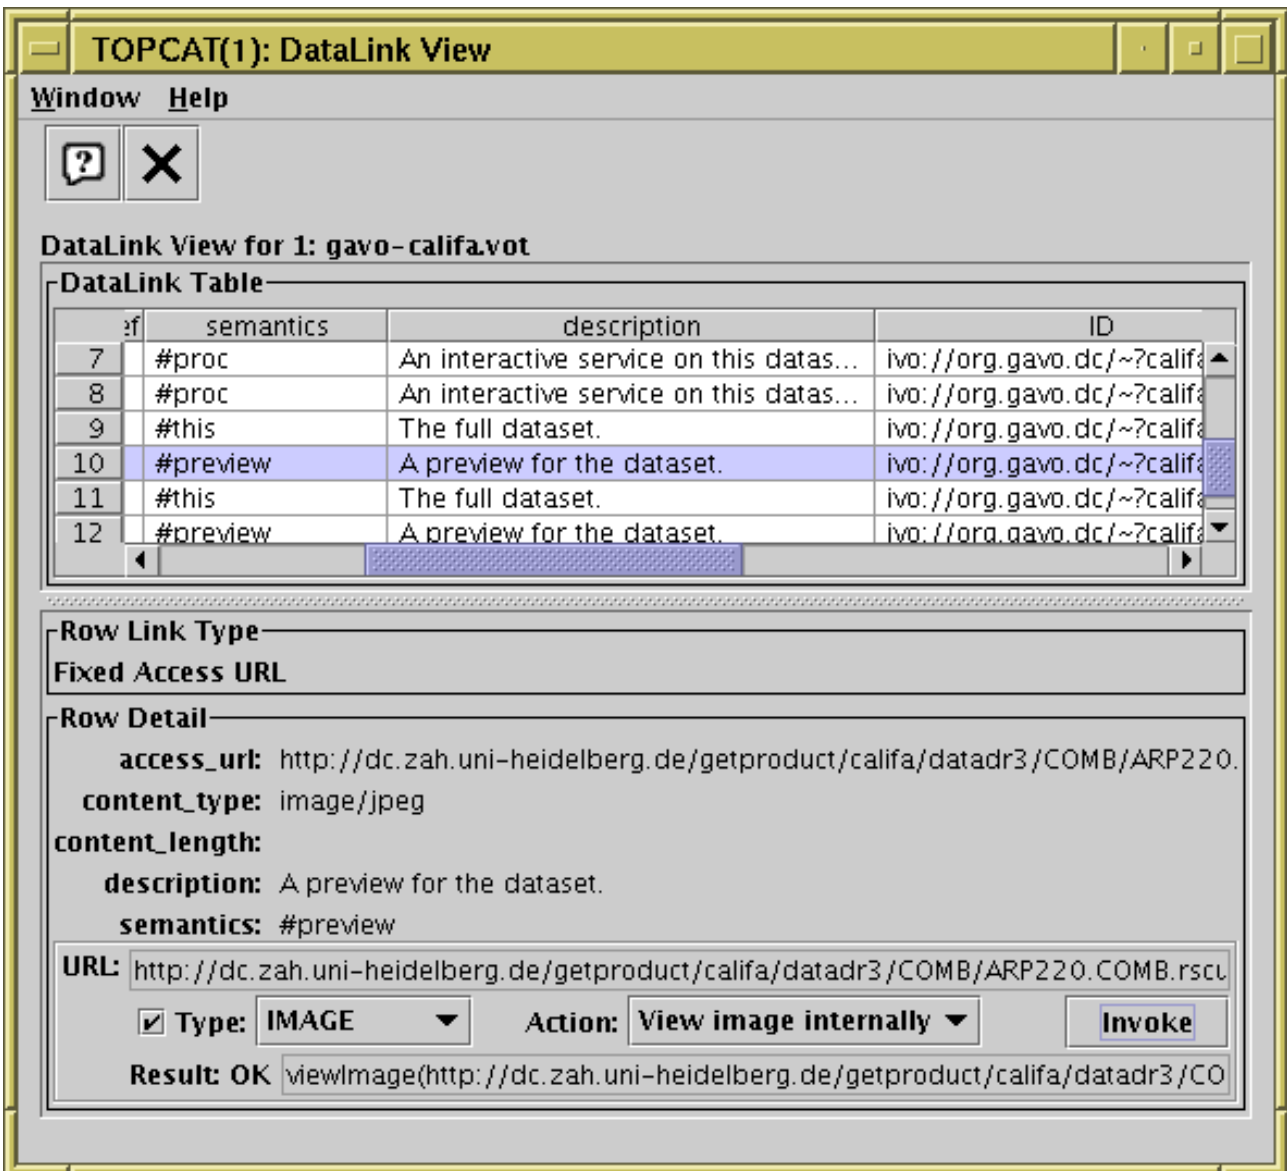 TOPCAT(1): DataLink View
Window Help
?
DataLink View for 1: gavo-califa.vot
DataLink Table
ef semantics description ID
7 #proc An interactive service on this datas... ivo://org.gavo.dc/~?califa
8 #proc An interactive service on this datas... ivo://org.gavo.dc/~?califa
9 #this The full dataset. ivo://org.gavo.dc/~?califa
10 #preview A preview for the dataset. ivo://org.gavo.dc/~?califa
11 #this The full dataset. ivo://org.gavo.dc/~?califa
12 #preview A preview for the dataset. ivo://org.gavo.dc/~?califa
Row Link Type
Fixed Access URL
Row Detail
access_url: http://dc.zah.uni-heidelberg.de/getproduct/califa/datadr3/COMB/ARP220.
content_type: image/jpeg
content_length:
description: A preview for the dataset.
semantics: #preview
URL: http://dc.zah.uni-heidelberg.de/getproduct/califa/datadr3/COMB/ARP220.COMB.rscu
Type: IMAGE Action: View image internally Invoke
Result: OK viewImage(http://dc.zah.uni-heidelberg.de/getproduct/califa/datadr3/CO